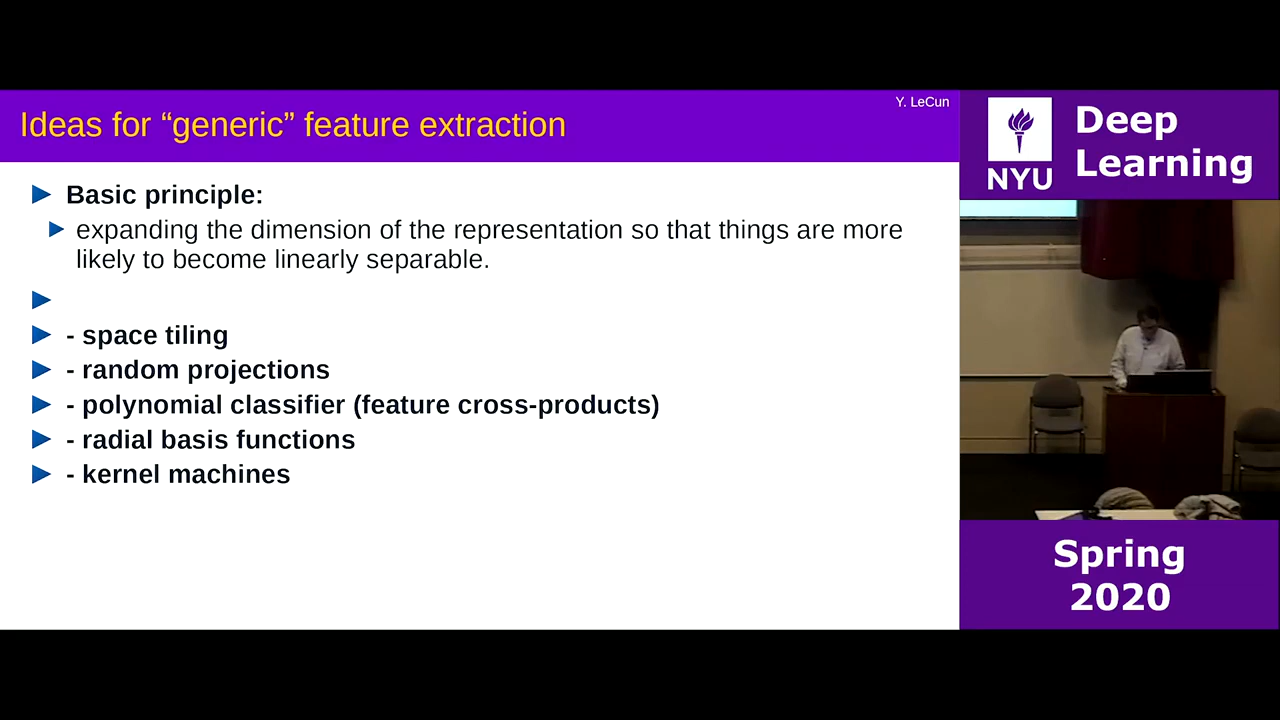 Y. LeCun
Ideas for “generic” feature extraction
Basic principle:
expanding the dimension of the representation so that things are more
likely to become linearly separable.
- space tiling
- random projections
- polynomial classifier (feature cross-products)
- radial basis functions
- kernel machines
NYU
Deep
Learning
Spring
2020